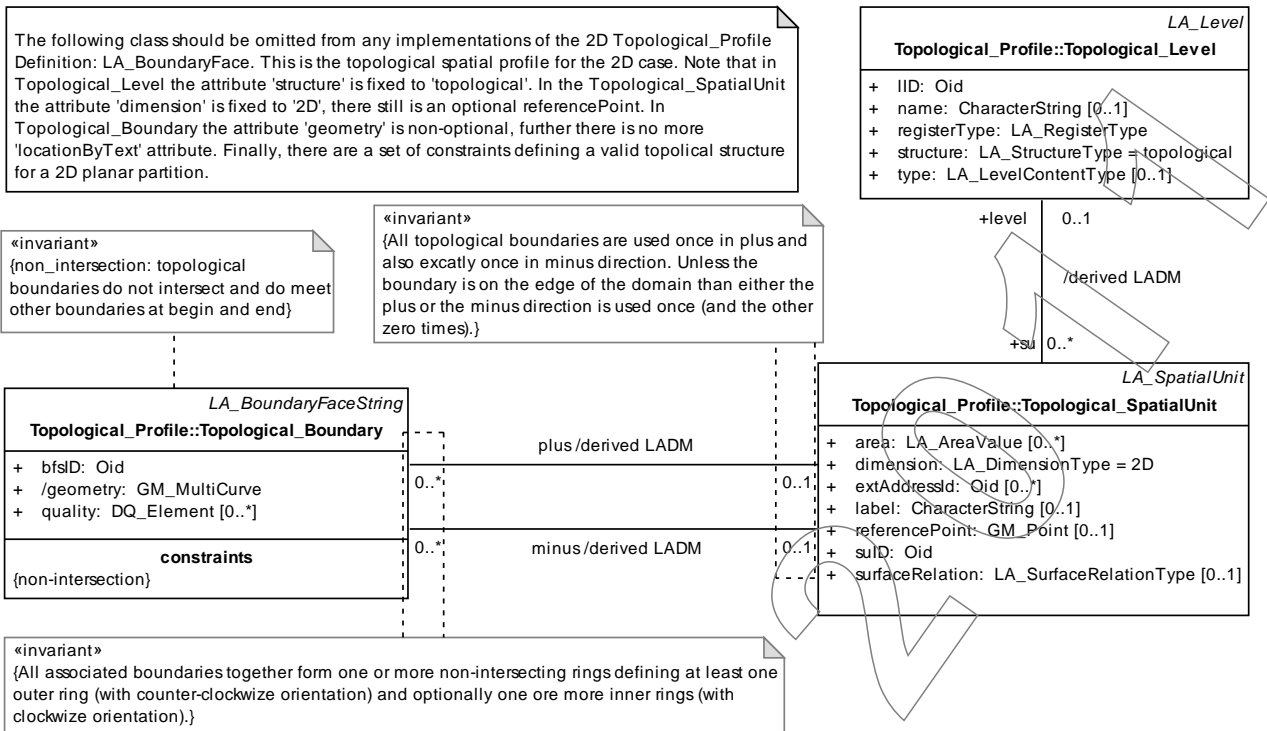 The following class should be omitted from any implementations of the 2D Topological_Profile
Definition: LA_BoundaryFace. This is the topological spatial profile for the 2D case. Note that in
Topological_Level the attribute 'structure' is fixed to 'topological'. In the Topological_SpatialUnit
the attribute 'dimension' is fixed to '2D', there still is an optional referencePoint. In
Topological_Boundary the attribute 'geometry' is non-optional, further there is no more
'locationByText' attribute. Finally, there are a set of constraints defining a valid topolical structure
for a 2D planar partition.
LA_Level
Topological_Profile::Topological_Level
+ lID: Oid
+ name: CharacterString [0..1]
+ registerType: LA_RegisterType
+ structure: LA_StructureType = topological
+ type: LA_LevelContentType [0..1]
«invariant»
{non_intersection: topological
boundaries do not intersect and do meet
other boundaries at begin and end}
«invariant»
{All topological boundaries are used once in plus and
also excatly once in minus direction. Unless the
boundary is on the edge of the domain than either the
plus or the minus direction is used once (and the other
zero times).}
+level 0..1
/derived LADM
+su 0..*
LA_BoundaryFaceString
Topological_Profile::Topological_Boundary
+ bfsID: Oid
+ /geometry: GM_MultiCurve
+ quality: DQ_Element [0..*]
constraints
{non-intersection}
plus /derived LADM
0..* 0..1
0..* minus /derived LADM 0..1
LA_SpatialUnit
Topological_Profile::Topological_SpatialUnit
+ area: LA_AreaValue [0..*]
+ dimension: LA_DimensionType = 2D
+ extAddressId: Oid [0..*]
+ label: CharacterString [0..1]
+ referencePoint: GM_Point [0..1]
+ suID: Oid
+ surfaceRelation: LA_SurfaceRelationType [0..1]
«invariant»
{All associated boundaries together form one or more non-intersecting rings defining at least one
outer ring (with counter-clockwize orientation) and optionally one ore more inner rings (with
clockwize orientation).}
2011